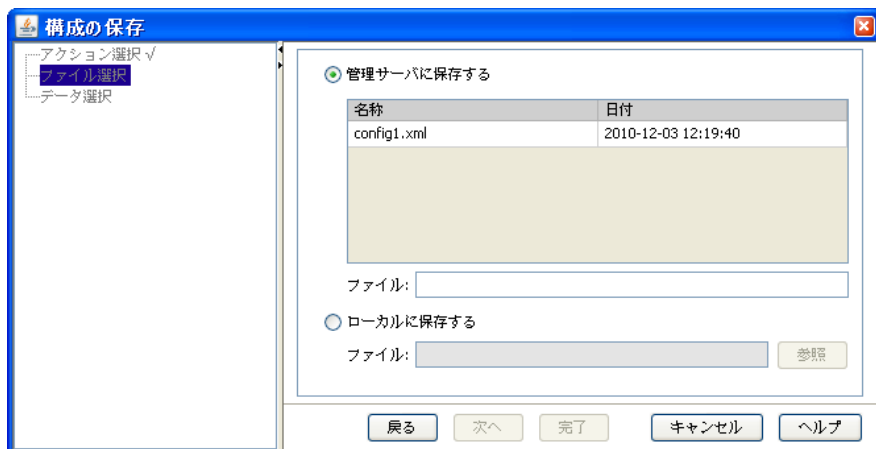 構成の保存
アクション選択 √
ファイル選択
データ選択
管理サーバに保存する
名称 日付
config1.xml 2010-12-03 12:19:40
ファイル:
ローカルに保存する
ファイル: 参照
戻る 次へ 完了 キャンセル ヘルプ